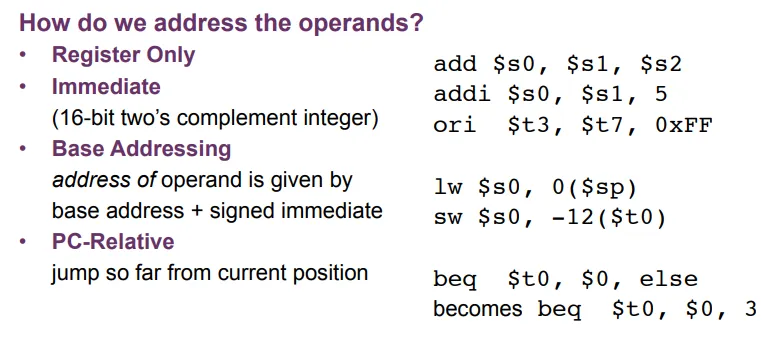 How do we address the operands?
• Register Only
• Immediate
(16-bit two’s complement integer)
• Base Addressing
address of operand is given by
base address + signed immediate
• PC-Relative
jump so far from current position
add $s0, $s1, $s2
addi $s0, $s1, 5
ori $t3, $t7, 0xFF
lw $s0, 0($sp)
sw $s0, -12($t0)
beq $t0, $0, else
becomes beq $t0, $0, 3